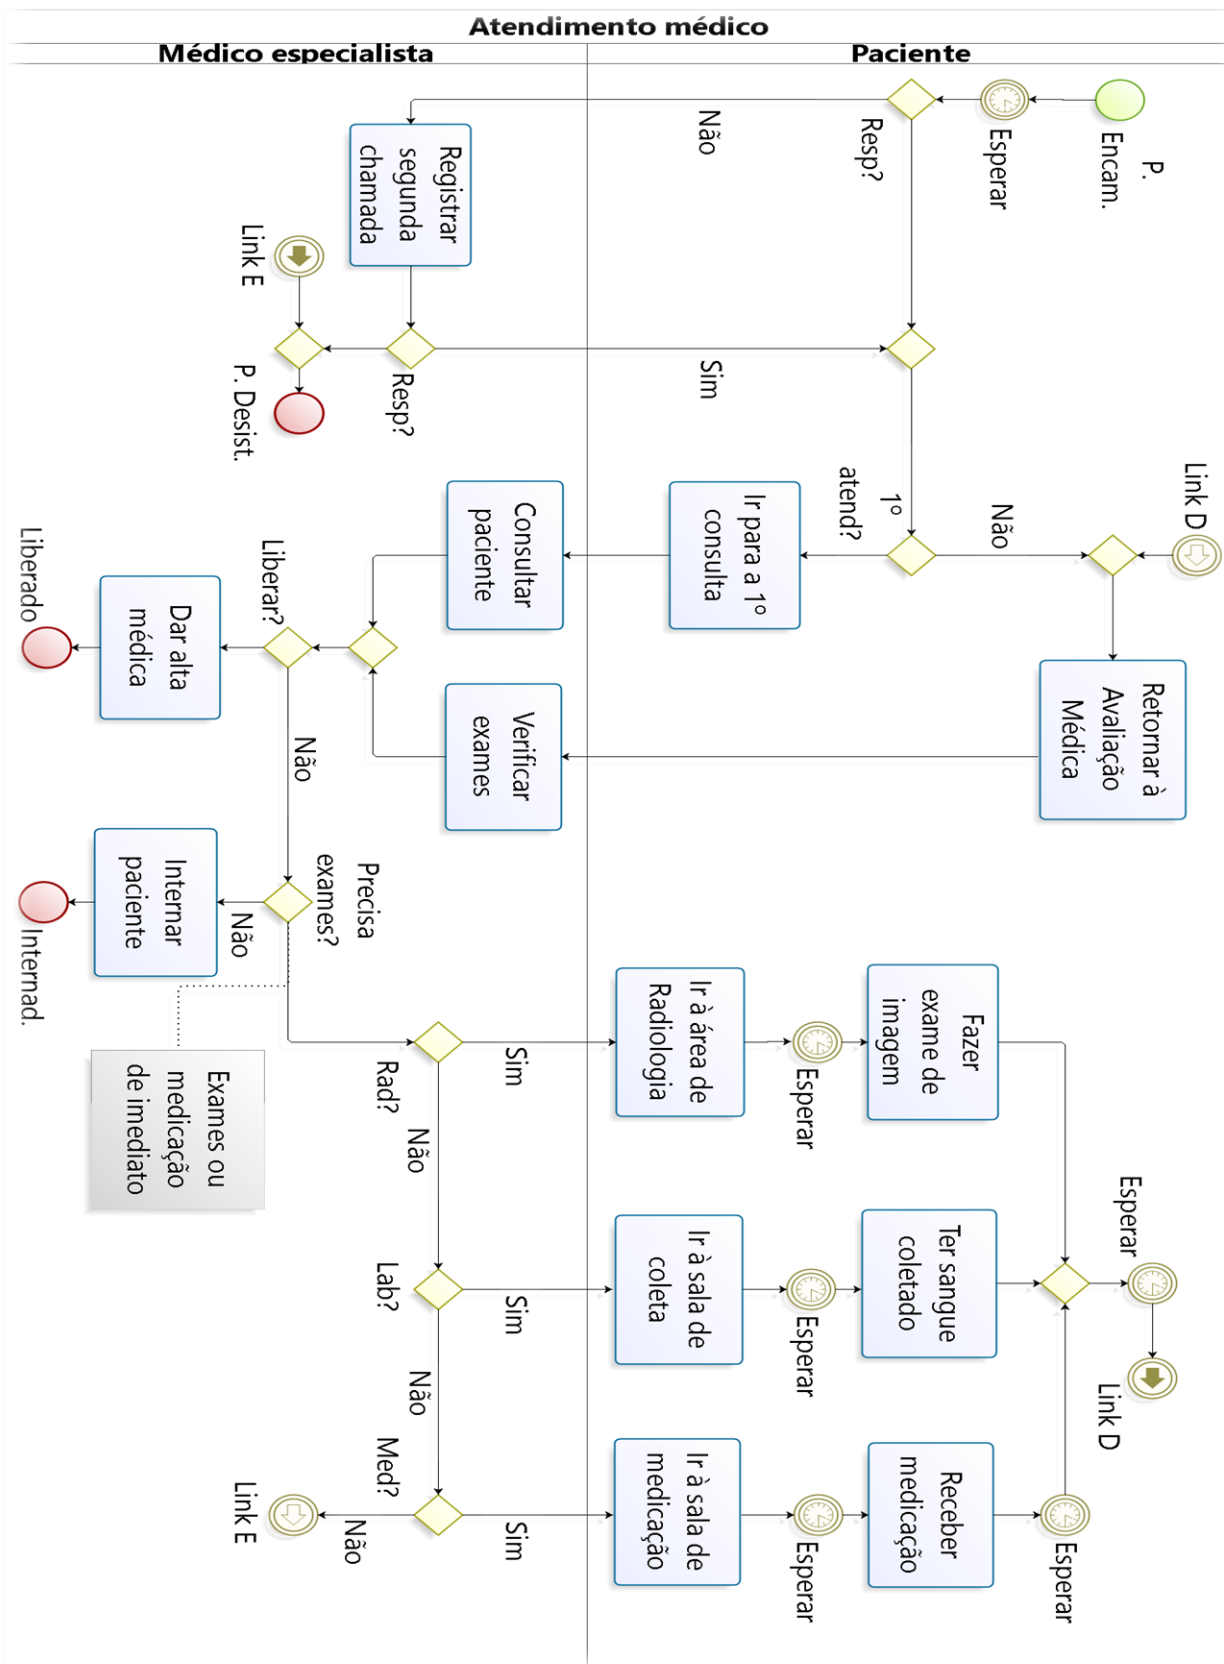 Atendimento médico
Médico especialista
Paciente
P.
Encam.
Esperar
Resp?
Não
Registrar
segunda
chamada
Link E
P. Desist.
Resp?
Sim
Link D
Não
1º
atend?
Ir para a 1º
consulta
Consultar
paciente
Liberar?
Dar alta
médica
Liberado
Retornar à
Avaliação
Médica
Verificar
exames
Não
Precisa
exames?
Não
Internar
paciente
Internad.
Exames ou
medicação
de imediato
Rad?
Sim
Ir à área de
Radiologia
Esperar
Fazer
exame de
imagem
Não
Lab?
Sim
Ir à sala de
coleta
Esperar
Ter sangue
coletado
Esperar
Link D
Não
Med?
Sim
Ir à sala de
medicação
Esperar
Receber
medicação
Esperar
Não
Link E